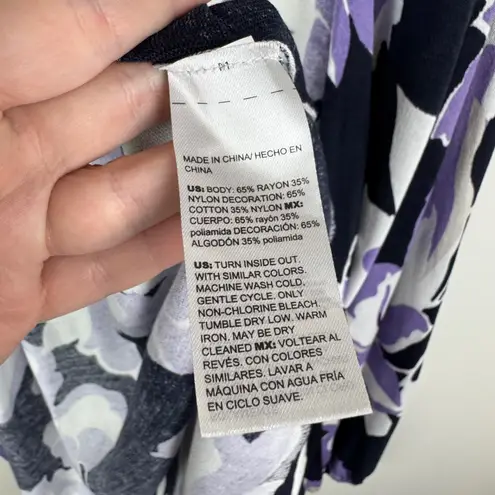 MADE IN CHINA/ HECHO EN
CHINA
US: BODY: 65% RAYON 35%
NYLON DECORATION: 65%
COTTON 35% NYLON MX:
CUERPO: 65% rayón 35%
poliamida DECORACIÓN: 65%
ALGODÓN 35% poliamida
US: TURN INSIDE OUT.
WITH SIMILAR COLORS.
MACHINE WASH COLD,
GENTLE CYCLE. ONLY
NON-CHLORINE BLEACH.
TUMBLE DRY LOW. WARM
IRON. MAY BE DRY
CLEANED MX: VOLTEAR AL
REVÉS, CON COLORES
SIMILARES. LAVAR A
MÁQUINA CON AGUA FRÍA
EN CICLO SUAVE.